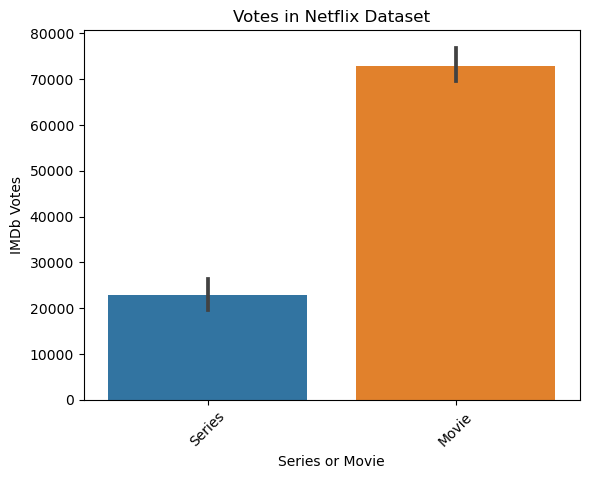 Votes in Netflix Dataset
80000
70000
60000
50000
40000
30000
20000
10000
0
IMDb Votes
Series
Movie
Series or Movie